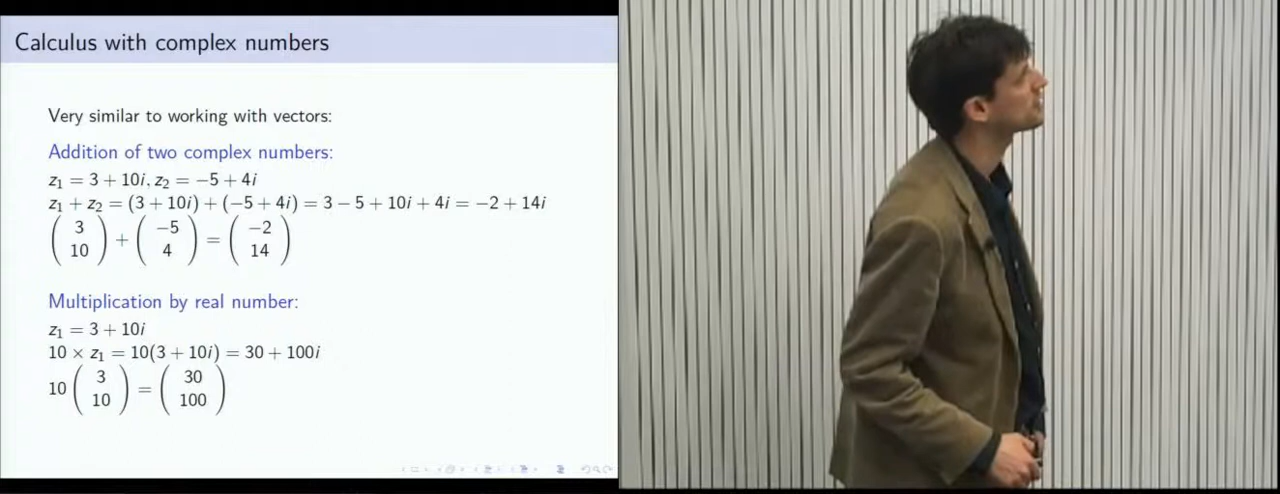 Calculus with complex numbers
Very similar to working with vectors:
Addition of two complex numbers:
z₁ = 3 + 10i, z₂ = −5 + 4i
z₁ + z₂ = (3 + 10i) + (−5 + 4i) = 3 − 5 + 10i + 4i = −2 + 14i
( 3 10 ) + ( −5 4 ) = ( −2 14 )
Multiplication by real number:
z₁ = 3 + 10i
10 × z₁ = 10(3 + 10i) = 30 + 100i
10 ( 3 10 ) = ( 30 100 )